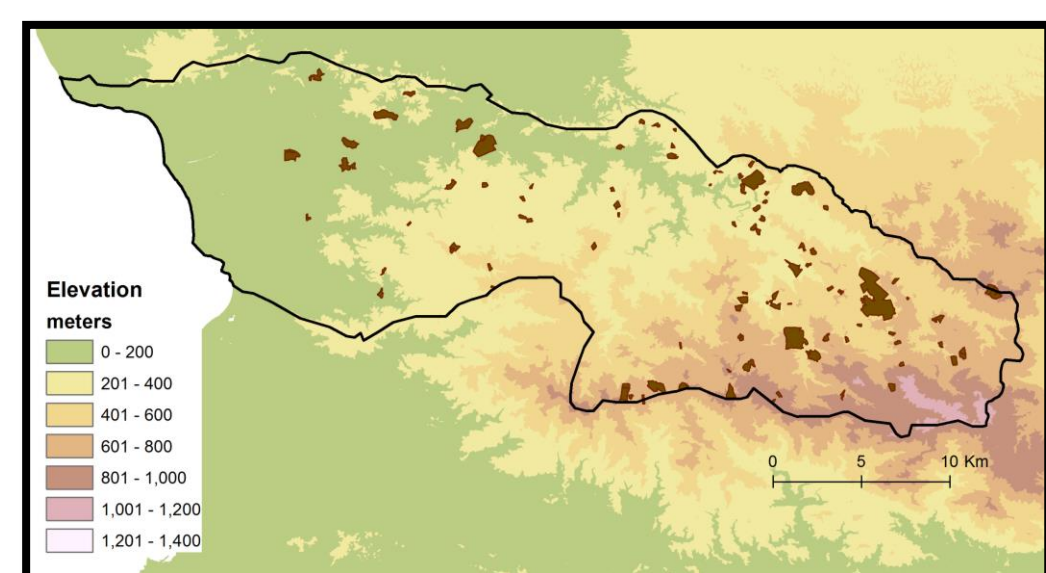 Elevation
meters
0 - 200
201 - 400
401 - 600
601 - 800
801 - 1,000
1,001 - 1,200
1,201 - 1,400
0 5 10 Km